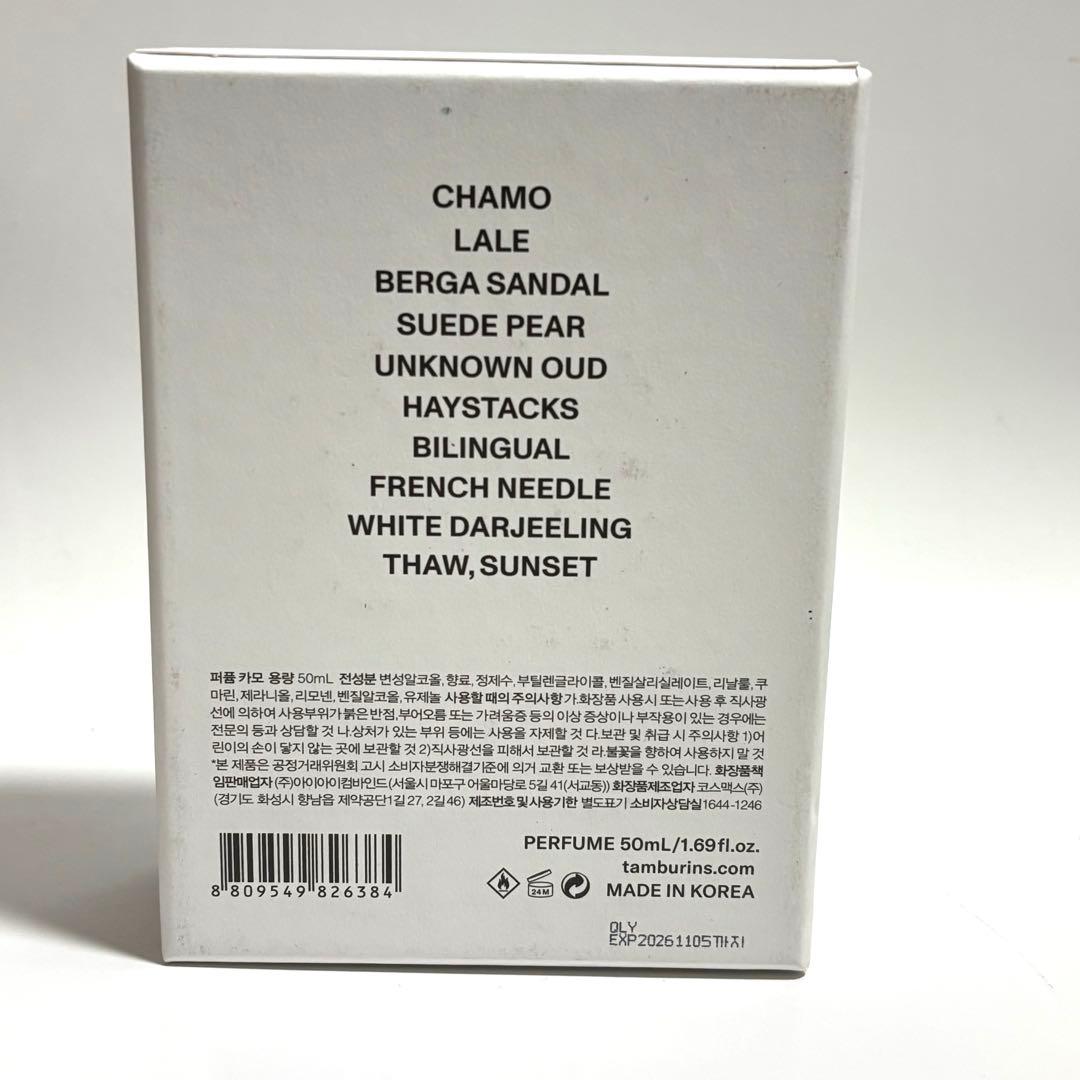 CHAMO
LALE
BERGA SANDAL
SUEDE PEAR
UNKNOWN OUD
HAYSTACKS
BILINGUAL
FRENCH NEEDLE
WHITE DARJEELING
THAW, SUNSET
퍼퓸 카모 용량 50mL 전성분 변성알코올, 향료, 정제수, 부틸렌글라이콜, 벤질살리실레이트, 리날룰, 쿠
마린, 제라니올, 리모넨, 벤질알코올, 유제놀 사용할 때의 주의사항 가.화장품 사용시 또는 사용 후 직사광
선에 의하여 사용부위가 붉은 반점, 부어오름 또는 가려움증 등의 이상 증상이나 부작용이 있는 경우에는
전문의 등과 상담할 것 나.상처가 있는 부위 등에는 사용을 자제할 것 다.보관 및 취급 시 주의사항 1)어
린이의 손이 닿지 않는 곳에 보관할 것 2)직사광선을 피해서 보관할 것 라.불꽃을 향하여 사용하지 말 것
*본 제품은 공정거래위원회 고시 소비자분쟁해결기준에 의거 교환 또는 보상받을 수 있습니다. 화장품책
임판매업자 (주)아이아이컴바인드(서울시 마포구 어울마당로 5길 41(서교동)) 화장품제조업자 코스맥스(주)
(경기도 화성시 향남읍 제약공단1길 27, 2길 46) 제조번호 및 사용기한 별도표기 소비자상담실 1644-1246
PERFUME 50mL/1.69fl.oz.
tamburins.com
MADE IN KOREA
24M
8 809549 826384
QLY
EXP20261105까지